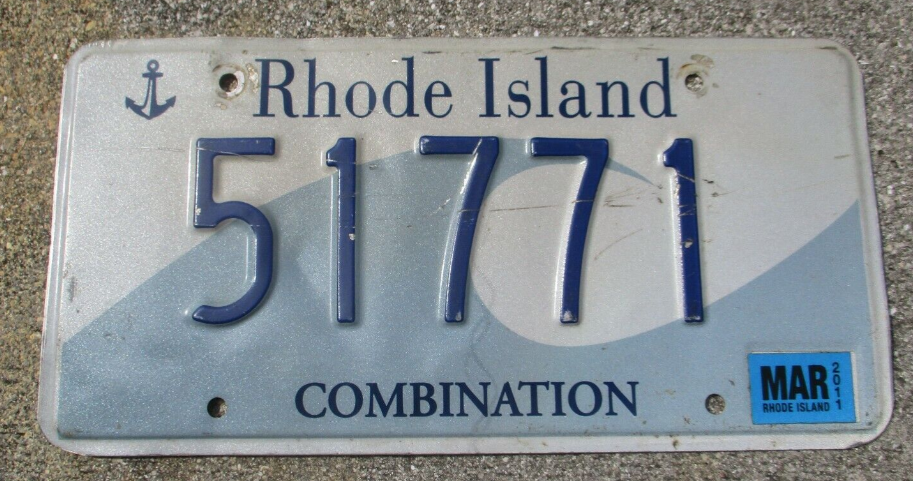 Rhode Island
51771
COMBINATION
MAR 2011
RHODE ISLAND